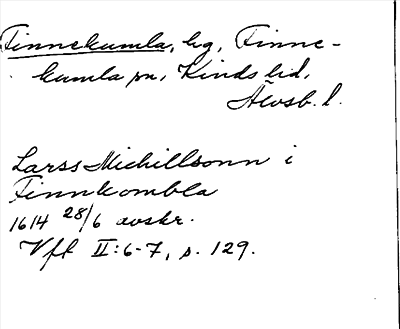 Finnekumla, hg, Finne-
kumla sn, Kinds hd,
Älvsb. l.
Larss Michillsonn i
Finnkombla
1614 28/6 avskr.
Vft II:6-7, s. 129.